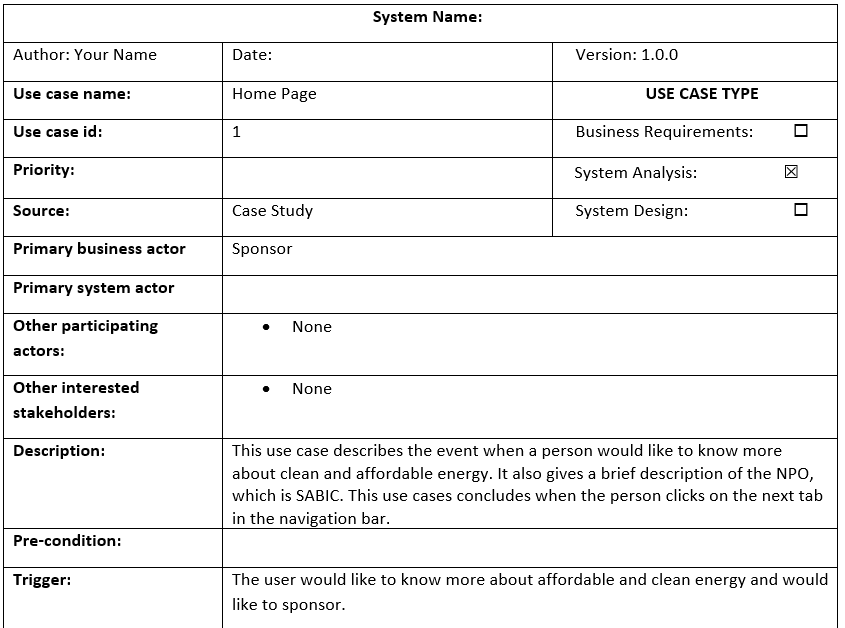 System Name:
Author: Your Name Date: Version: 1.0.0
Use case name: Home Page USE CASE TYPE
Use case id: 1 Business Requirements: ☐
Priority: System Analysis: ☒
Source: Case Study System Design: ☐
Primary business actor Sponsor
Primary system actor
Other participating • None
actors:
Other interested • None
stakeholders:
Description: This use case describes the event when a person would like to know more
about clean and affordable energy. It also gives a brief description of the NPO,
which is SABIC. This use cases concludes when the person clicks on the next tab
in the navigation bar.
Pre-condition:
Trigger: The user would like to know more about affordable and clean energy and would
like to sponsor.